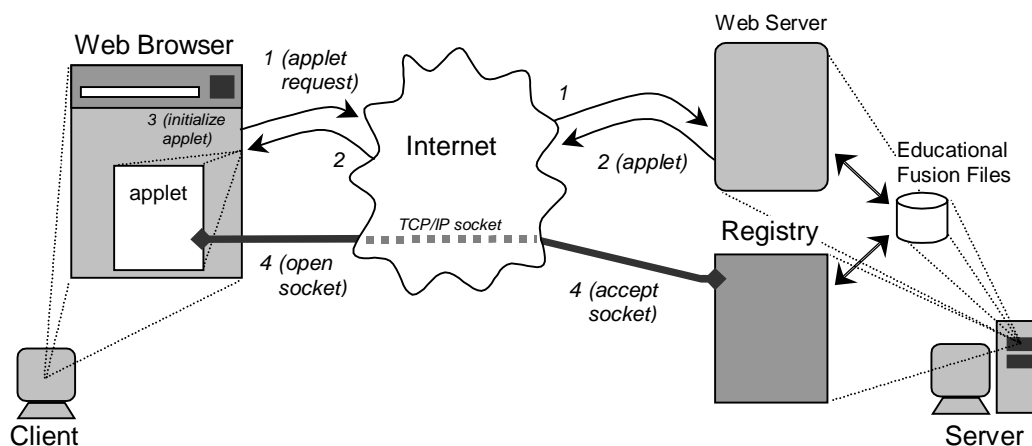 Web Browser
1 (applet
request)
3 (initialize
applet)
2
applet
4 (open
socket)
Client
Internet
TCP/IP socket
1
2 (applet)
4 (accept
socket)
Web Server
Educational
Fusion Files
Registry
Server